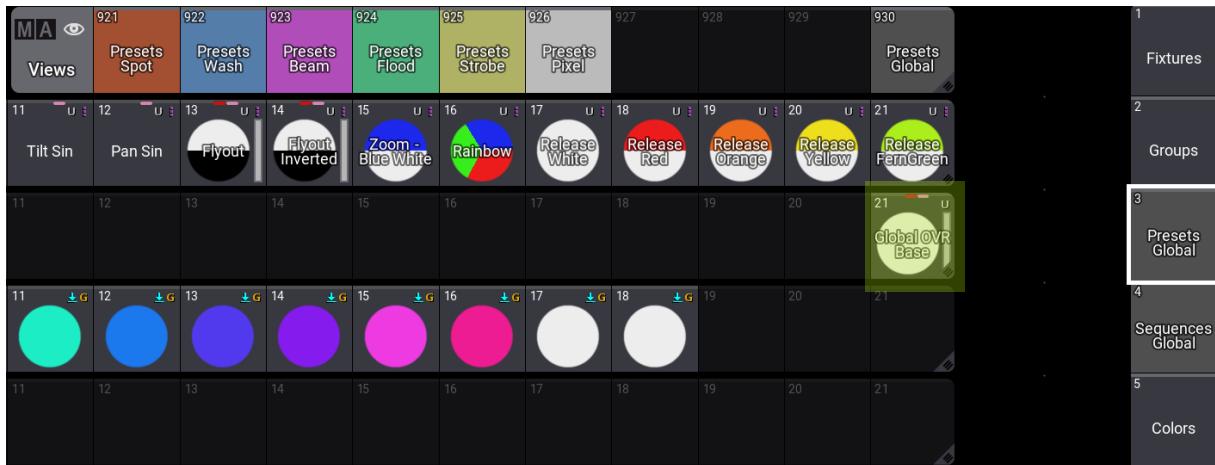 921 922 923 924 925 926 927 928 929 930
MA
Views
Presets Spot
Presets Wash
Presets Beam
Presets Flood
Presets Strobe
Presets Pixel
Presets Global
11 U 12 U 13 U 14 U 15 U 16 U 17 U 18 U 19 U 20 U 21 U
Tilt Sin
Pan Sin
Flyout
Flyout Inverted
Zoom - Blue White
Rainbow
Release White
Release Red
Release Orange
Release Yellow
Release FernGreen
11 12 13 14 15 16 17 18 19 20 21 U
Global OVR Base
11 G 12 G 13 G 14 G 15 G 16 G 17 G 18 G 19 20 21
11 12 13 14 15 16 17 18 19 20 21
1
Fixtures
2
Groups
3
Presets
Global
4
Sequences
Global
5
Colors